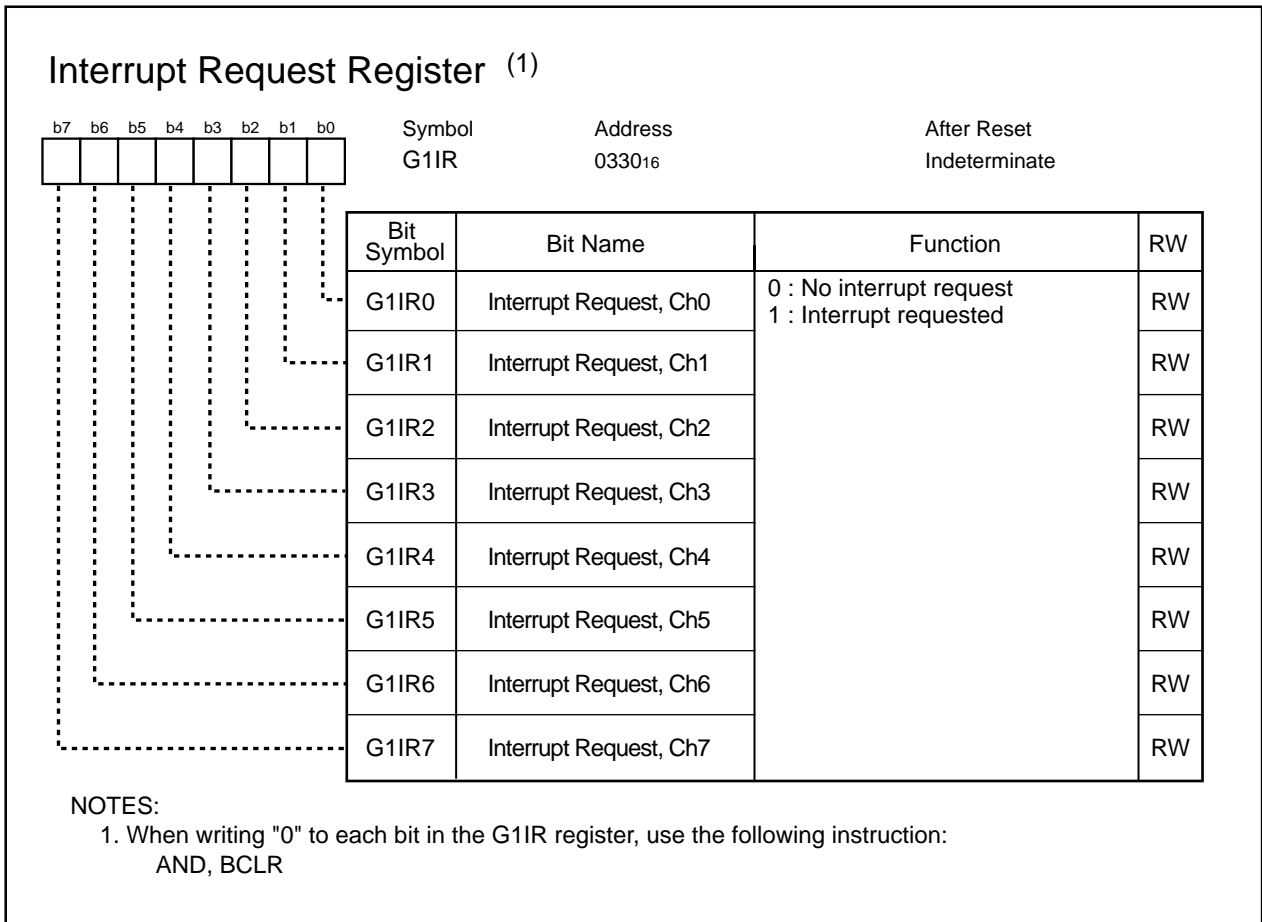 Interrupt Request Register (1)
b7 b6 b5 b4 b3 b2 b1 b0
Symbol Address After Reset
G1IR 033016 Indeterminate
Bit Symbol Bit Name Function RW
G1IR0 Interrupt Request, Ch0 0 : No interrupt request RW
1 : Interrupt requested
G1IR1 Interrupt Request, Ch1 RW
G1IR2 Interrupt Request, Ch2 RW
G1IR3 Interrupt Request, Ch3 RW
G1IR4 Interrupt Request, Ch4 RW
G1IR5 Interrupt Request, Ch5 RW
G1IR6 Interrupt Request, Ch6 RW
G1IR7 Interrupt Request, Ch7 RW
NOTES:
1. When writing "0" to each bit in the G1IR register, use the following instruction:
AND, BCLR